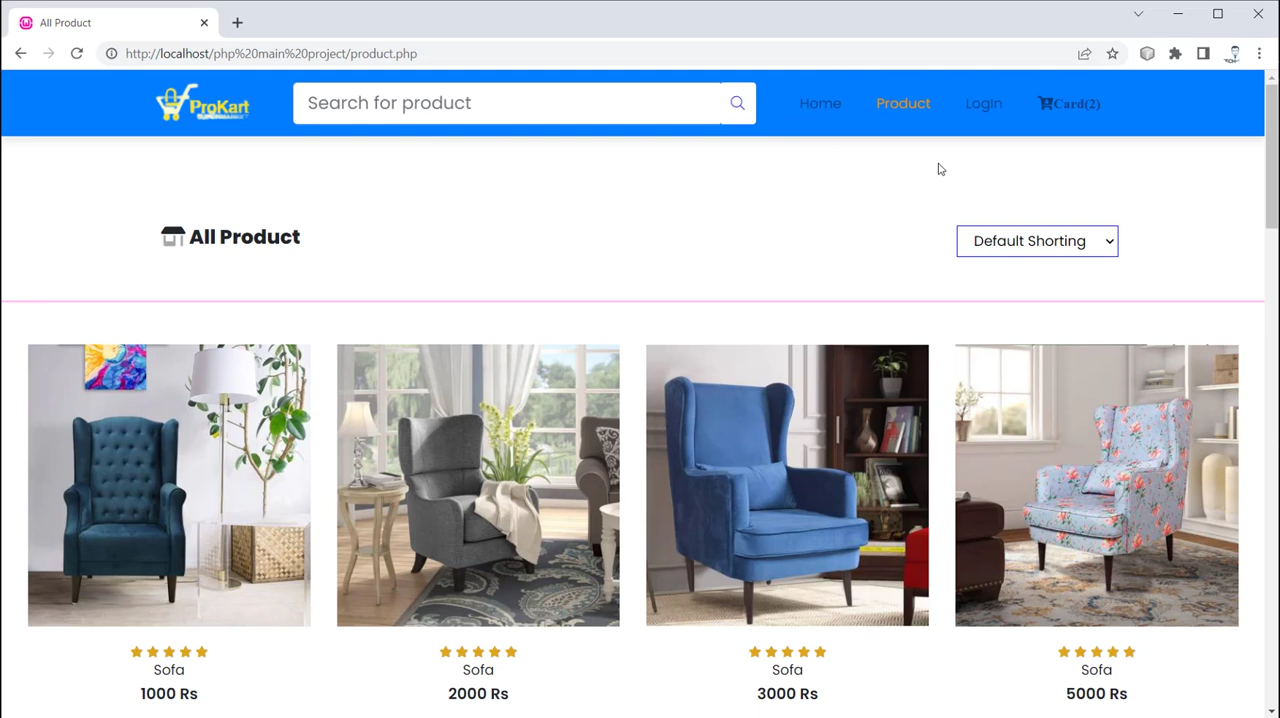 All Product
http://localhost/php%20main%20project/product.php
ProKart
Search for product
Home
Product
LogIn
Card(2)
All Product
Default Shorting
Sofa
1000 Rs
Sofa
2000 Rs
Sofa
3000 Rs
Sofa
5000 Rs